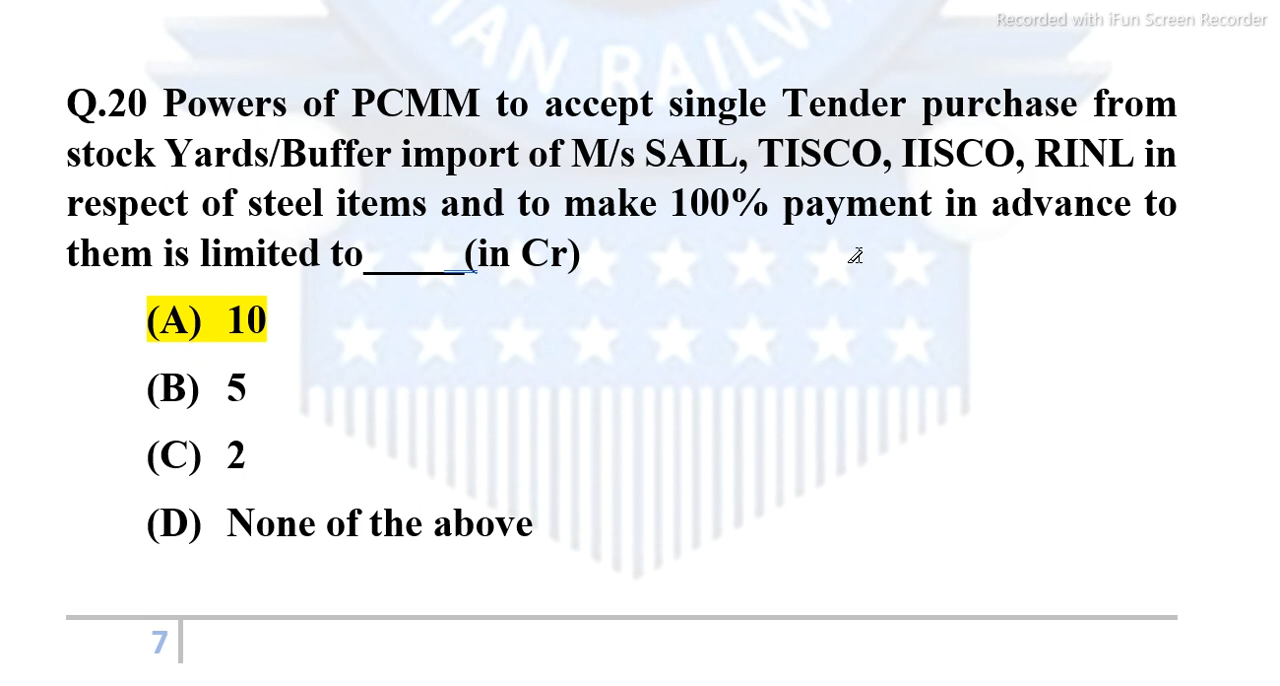 Recorded with iFun Screen Recorder
Q.20 Powers of PCMM to accept single Tender purchase from
stock Yards/Buffer import of M/s SAIL, TISCO, IISCO, RINL in
respect of steel items and to make 100% payment in advance to
them is limited to_____(in Cr)
(A) 10
(B) 5
(C) 2
(D) None of the above
7